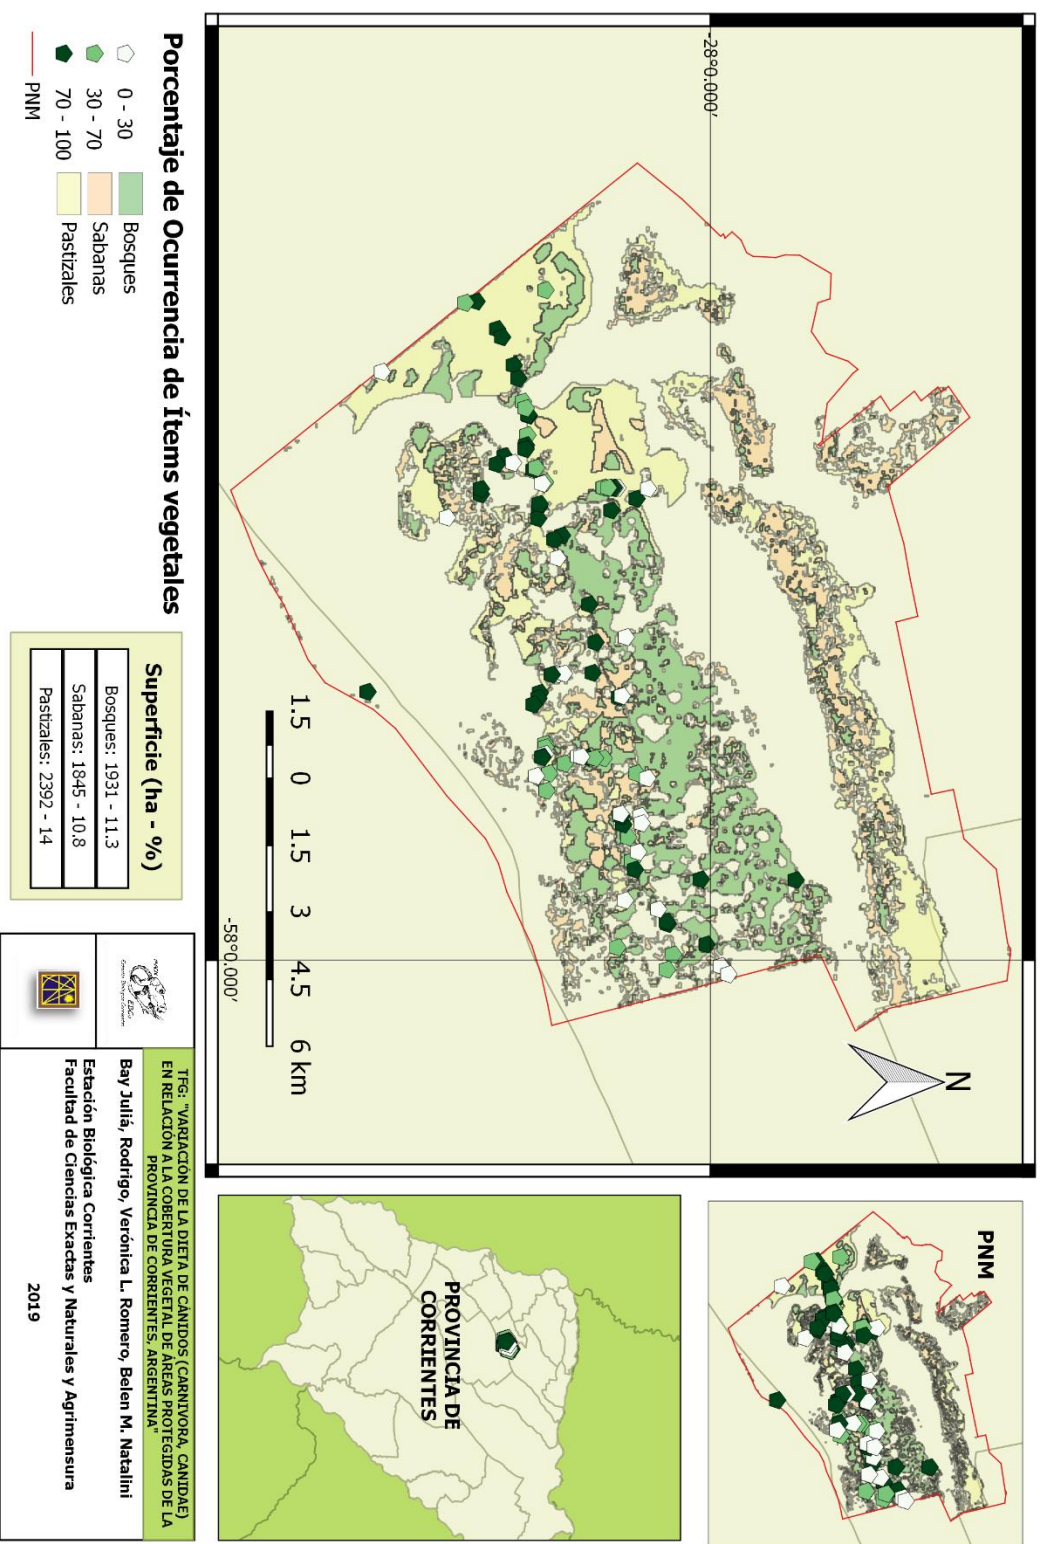 -28°0.000'
-58°0.000'
N
1.5 0 1.5 3 4.5 6 km
PNM
PROVINCIA DE
CORRIENTES
Porcentaje de Ocurrencia de Ítems vegetales
0 - 30
30 - 70
70 - 100
PNM
Bosques
Sabanas
Pastizales
Superficie (ha - %)
Bosques: 1931 - 11.3
Sabanas: 1845 - 10.8
Pastizales: 2392 - 14
EBCo
TFG: "VARIACIÓN DE LA DIETA DE CÁNIDOS (CARNIVORA, CANIDAE)
EN RELACIÓN A LA COBERTURA VEGETAL DE ÁREAS PROTEGIDAS DE LA
PROVINCIA DE CORRIENTES, ARGENTINA"
Bay Juliá, Rodrigo, Verónica L. Romero, Belen M. Natalini
Estación Biológica Corrientes
Facultad de Ciencias Exactas y Naturales y Agrimensura
2019